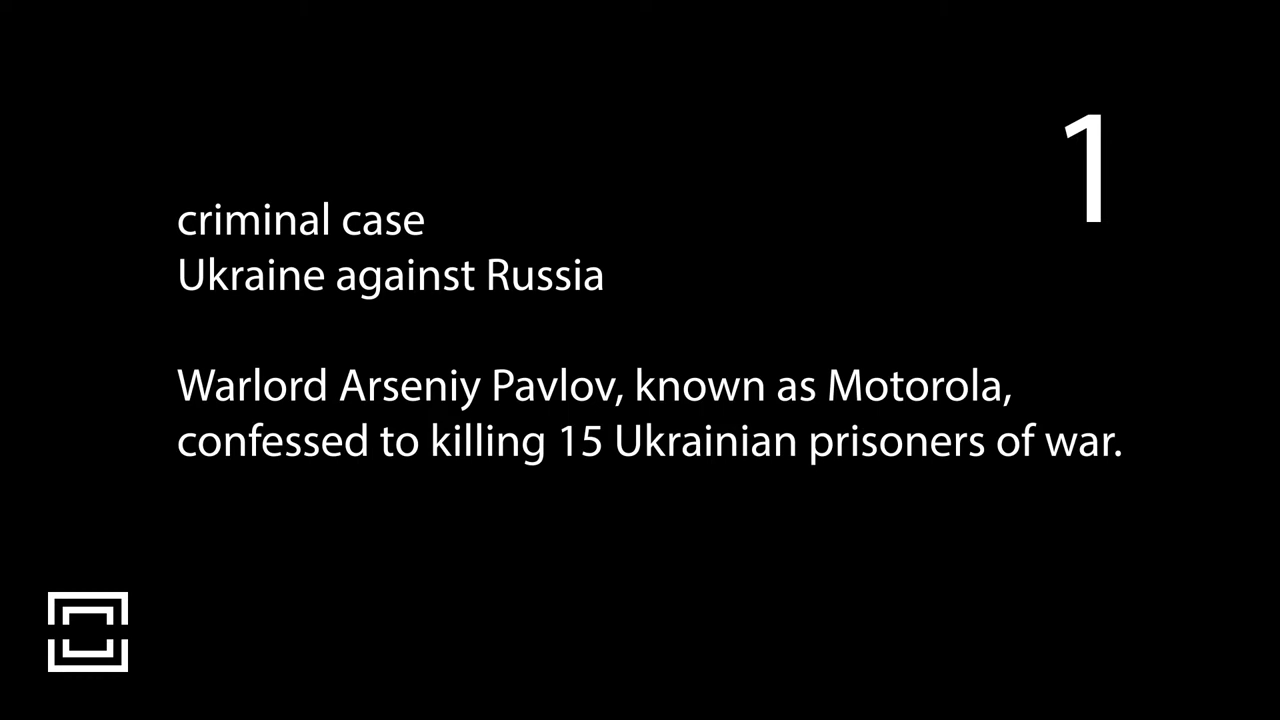 1
criminal case
Ukraine against Russia
Warlord Arseniy Pavlov, known as Motorola,
confessed to killing 15 Ukrainian prisoners of war.